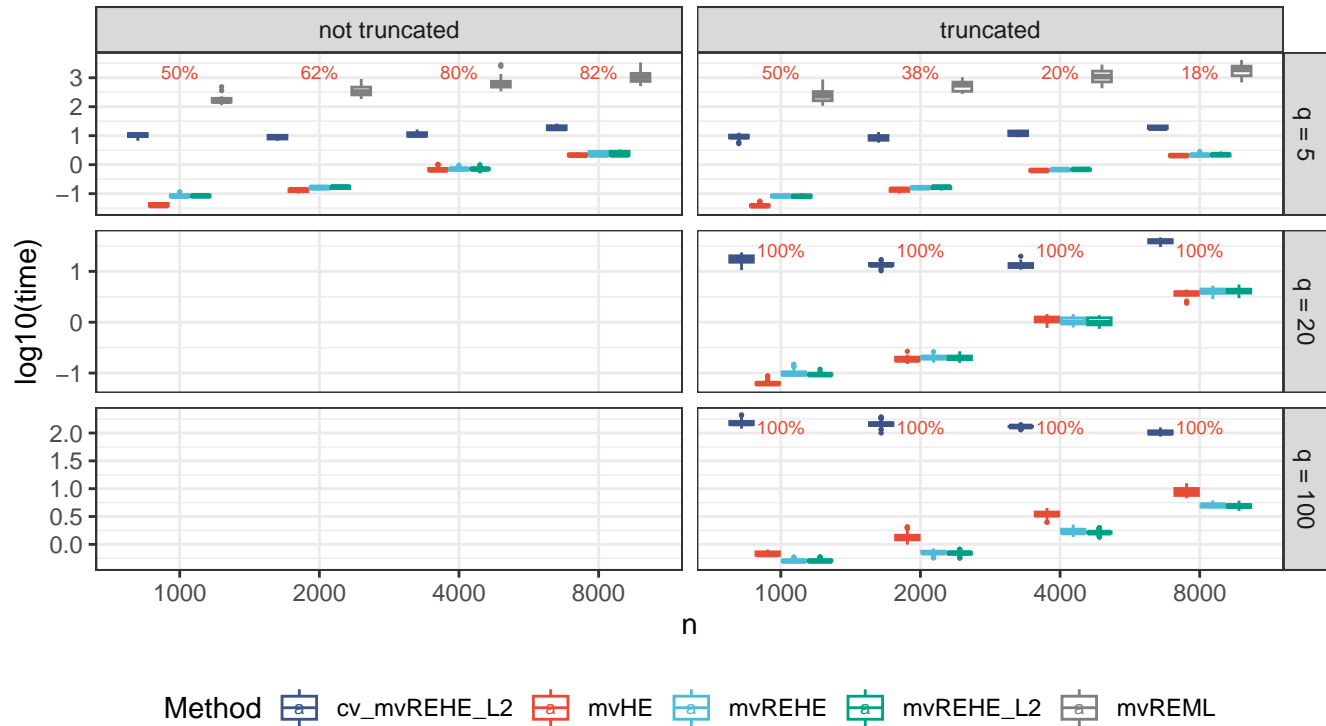 not truncated truncated
50% 62% 80% 82% 50% 38% 20% 18%
3
2
1
0
−1
q = 5
100% 100% 100% 100%
1
0
−1
q = 20
log10(time)
100% 100% 100% 100%
2.0
1.5
1.0
0.5
0.0
q = 100
1000 2000 4000 8000 1000 2000 4000 8000
n
Method a cv_mvREHE_L2 a mvHE a mvREHE a mvREHE_L2 a mvREML